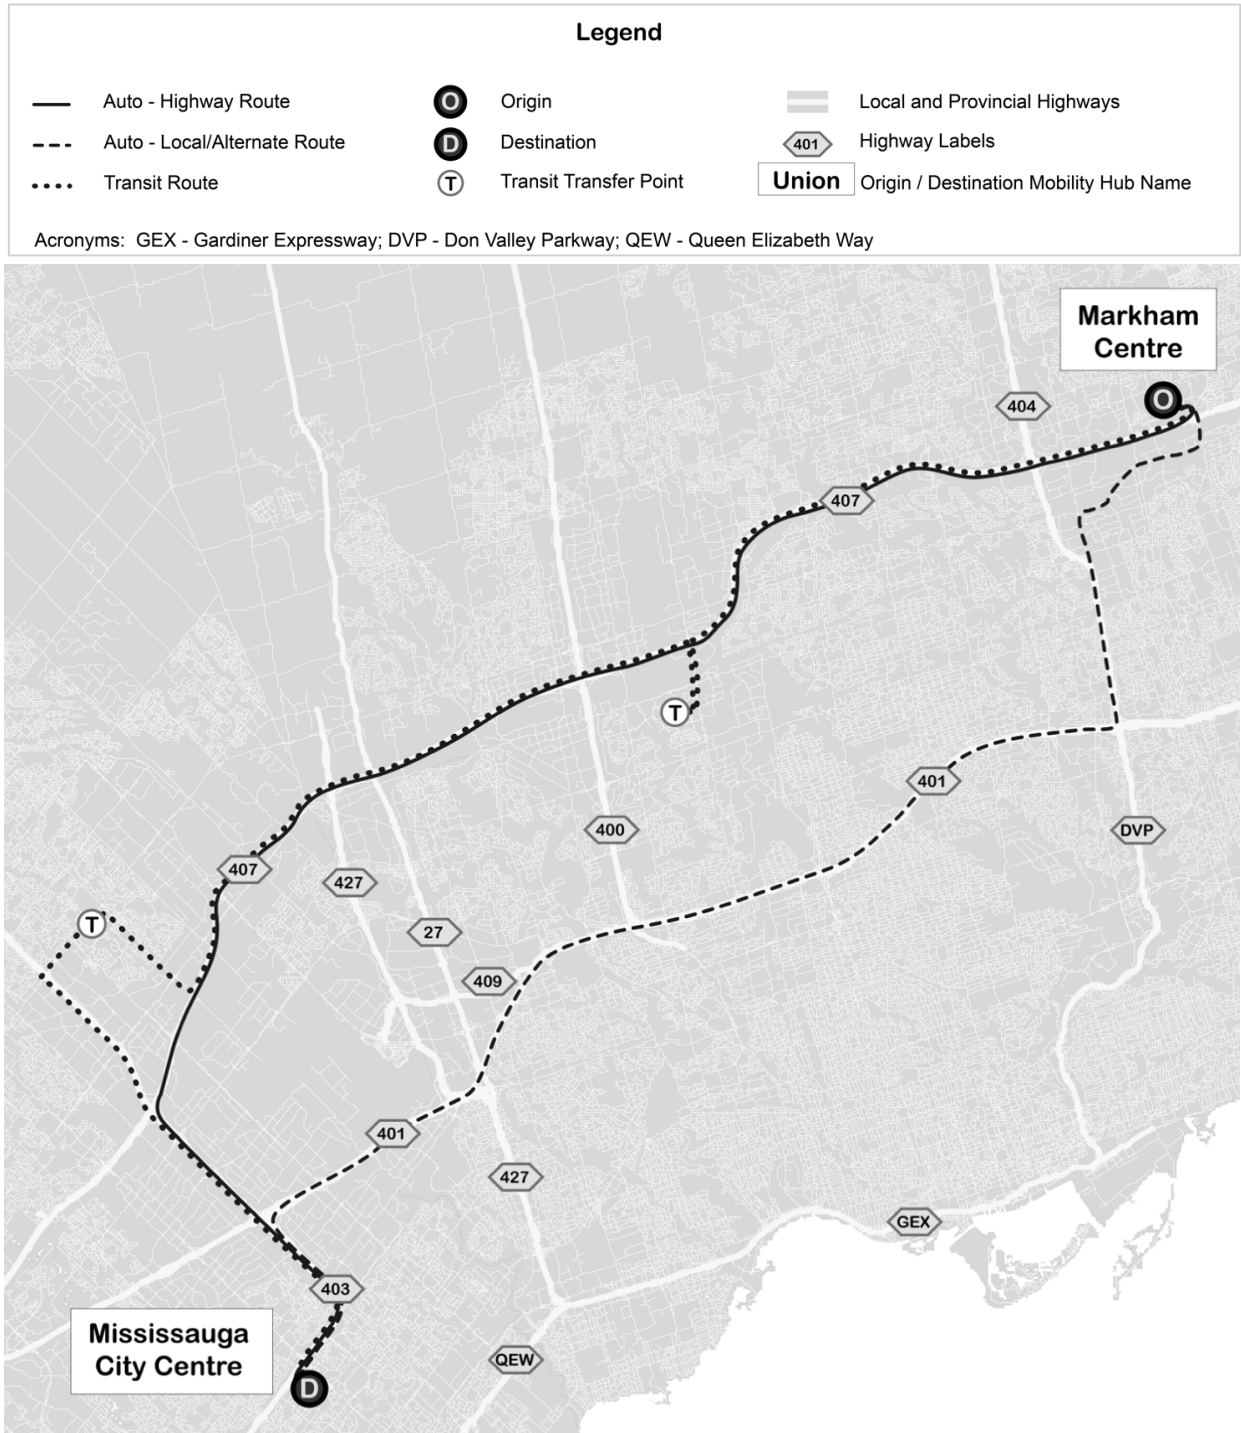 Legend
Auto - Highway Route
Origin
Local and Provincial Highways
Auto - Local/Alternate Route
Destination
401
Highway Labels
Transit Route
Transit Transfer Point
Union
Origin / Destination Mobility Hub Name
O
D
T
Acronyms: GEX - Gardiner Expressway; DVP - Don Valley Parkway; QEW - Queen Elizabeth Way
Markham
Centre
O
404
407
T
401
400
DVP
407
427
T
27
409
401
427
GEX
403
Mississauga
City Centre
QEW
D